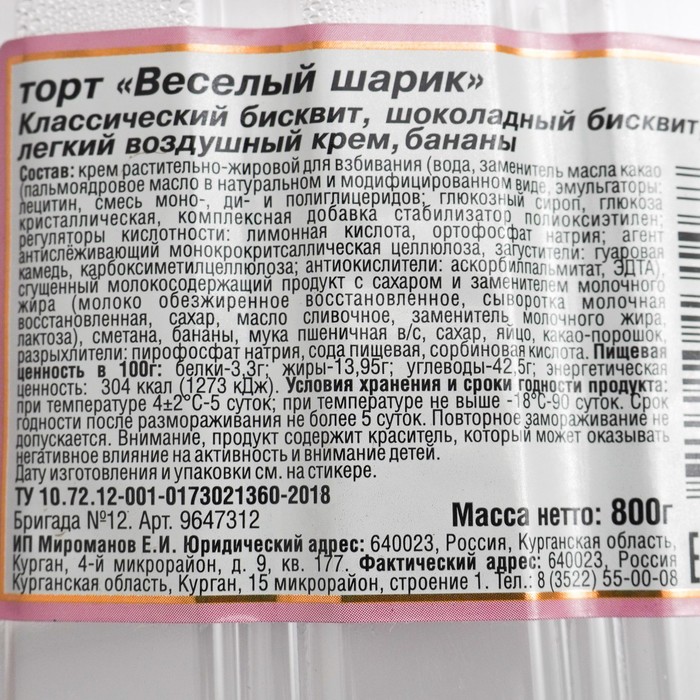 торт «Веселый шарик»
Классический бисквит, шоколадный бисквит
легкий воздушный крем, бананы
Состав: крем растительно-жировой для взбивания (вода, заменитель масла какао
(пальмоядровое масло в натуральном и модифицированном виде, эмульгаторы:
лецитин, смесь моно-, ди- и полиглицеридов; глюкозный сироп, глюкоза
кристаллическая, комплексная добавка стабилизатор полиоксиэтилен;
регуляторы кислотности: лимонная кислота, ортофосфат натрия; агент
антислёживающий монокрокритсаллическая целлюлоза, загустители: гуаровая
камедь, карбоксиметилцеллюлоза; антиокислители: аскорбилпальмитат, ЭДТА),
сгущенный молокосодержащий продукт с сахаром и заменителем молочного
жира (молоко обезжиренное восстановленное, сыворотка молочная
восстановленная, сахар, масло сливочное, заменитель молочного жира,
лактоза), сметана, бананы, мука пшеничная в/с, сахар, яйцо, какао-порошок,
разрыхлители: пирофосфат натрия, сода пищевая, сорбиновая кислота. Пищевая
ценность в 100г: белки-3,3г; жиры-13,95г; углеводы-42,5г; энергетическая
ценность: 304 ккал (1273 кДж). Условия хранения и сроки годности продукта:
при температуре 4±2°С-5 суток; при температуре не выше -18°С-90 суток. Срок
годности после размораживания не более 5 суток. Повторное замораживание не
допускается. Внимание, продукт содержит краситель, который может оказывать
негативное влияние на активность и внимание детей.
Дату изготовления и упаковки см. на стикере.
ТУ 10.72.12-001-0173021360-2018
Бригада №12. Арт. 9647312 Масса нетто: 800г
ИП Мироманов Е.И. Юридический адрес: 640023, Россия, Курганская область,
Курган, 4-й микрорайон, д. 9, кв. 177. Фактический адрес: 640023, Россия
Курганская область, Курган, 15 микрорайон, строение 1. Тел.: 8 (3522) 55-00-08